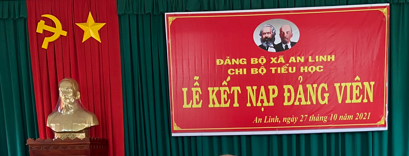 ĐẢNG BỘ XÃ AN LINH
CHI BỘ TIỂU HỌC
LỄ KẾT NẠP ĐẢNG VIÊN
An Linh, ngày 27 tháng 10 năm 2021